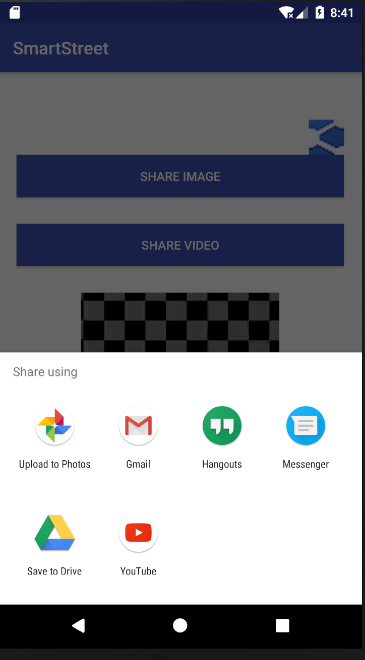 8:41
SmartStreet
SHARE IMAGE
SHARE VIDEO
Share using
Upload to Photos
Gmail
Hangouts
Messenger
Save to Drive
YouTube